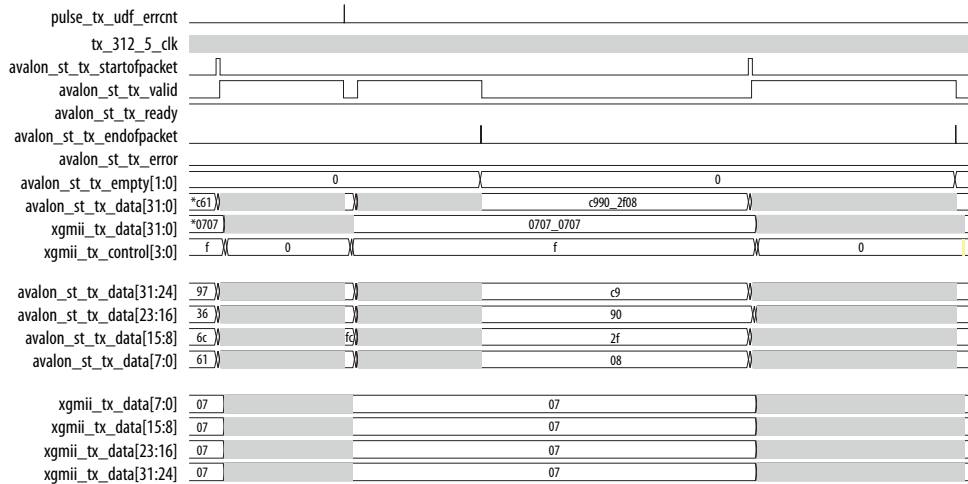 pulse_tx_udf_errcnt
tx_312_5_clk
avalon_st_tx_startofpacket
avalon_st_tx_valid
avalon_st_tx_ready
avalon_st_tx_endofpacket
avalon_st_tx_error
avalon_st_tx_empty[1:0] 0 0
avalon_st_tx_data[31:0] *c61 c990_2f08
xgmii_tx_data[31:0] *0707 0707_0707
xgmii_tx_control[3:0] f 0 f 0
avalon_st_tx_data[31:24] 97 c9
avalon_st_tx_data[23:16] 36 90
avalon_st_tx_data[15:8] 6c fc 2f
avalon_st_tx_data[7:0] 61 08
xgmii_tx_data[7:0] 07 07
xgmii_tx_data[15:8] 07 07
xgmii_tx_data[23:16] 07 07
xgmii_tx_data[31:24] 07 07